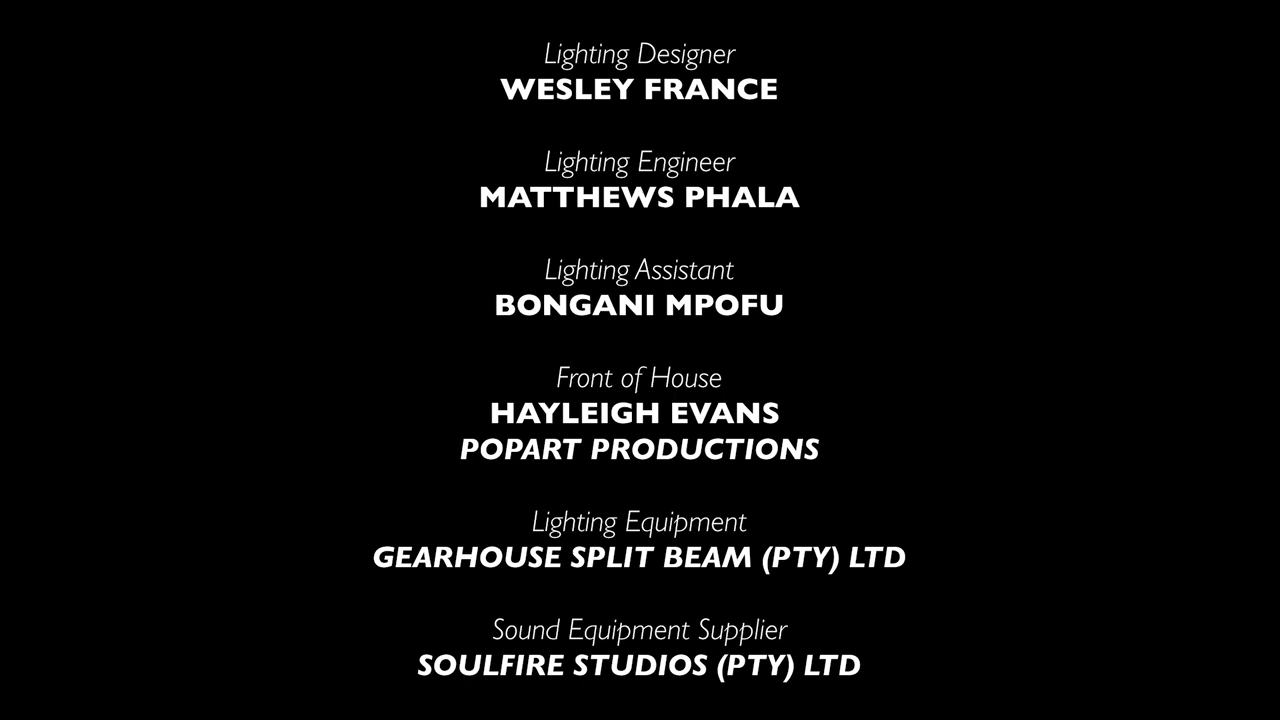 Lighting Designer
WESLEY FRANCE
Lighting Engineer
MATTHEWS PHALA
Lighting Assistant
BONGANI MPOFU
Front of House
HAYLEIGH EVANS
POPART PRODUCTIONS
Lighting Equipment
GEARHOUSE SPLIT BEAM (PTY) LTD
Sound Equipment Supplier
SOULFIRE STUDIOS (PTY) LTD